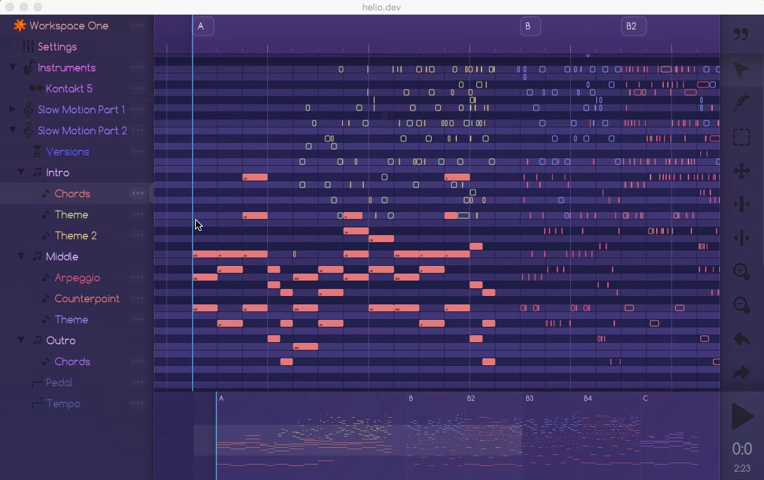 helio.dev
Workspace One
Settings
Instruments
Kontakt 5
Slow Motion Part 1
Slow Motion Part 2
Versions
Intro
Chords
Theme
Theme 2
Middle
Arpeggio
Counterpoint
Theme
Outro
Chords
Pedal
Tempo
A
B
B2
A
B
B2
B3
B4
C
0:0
2:23